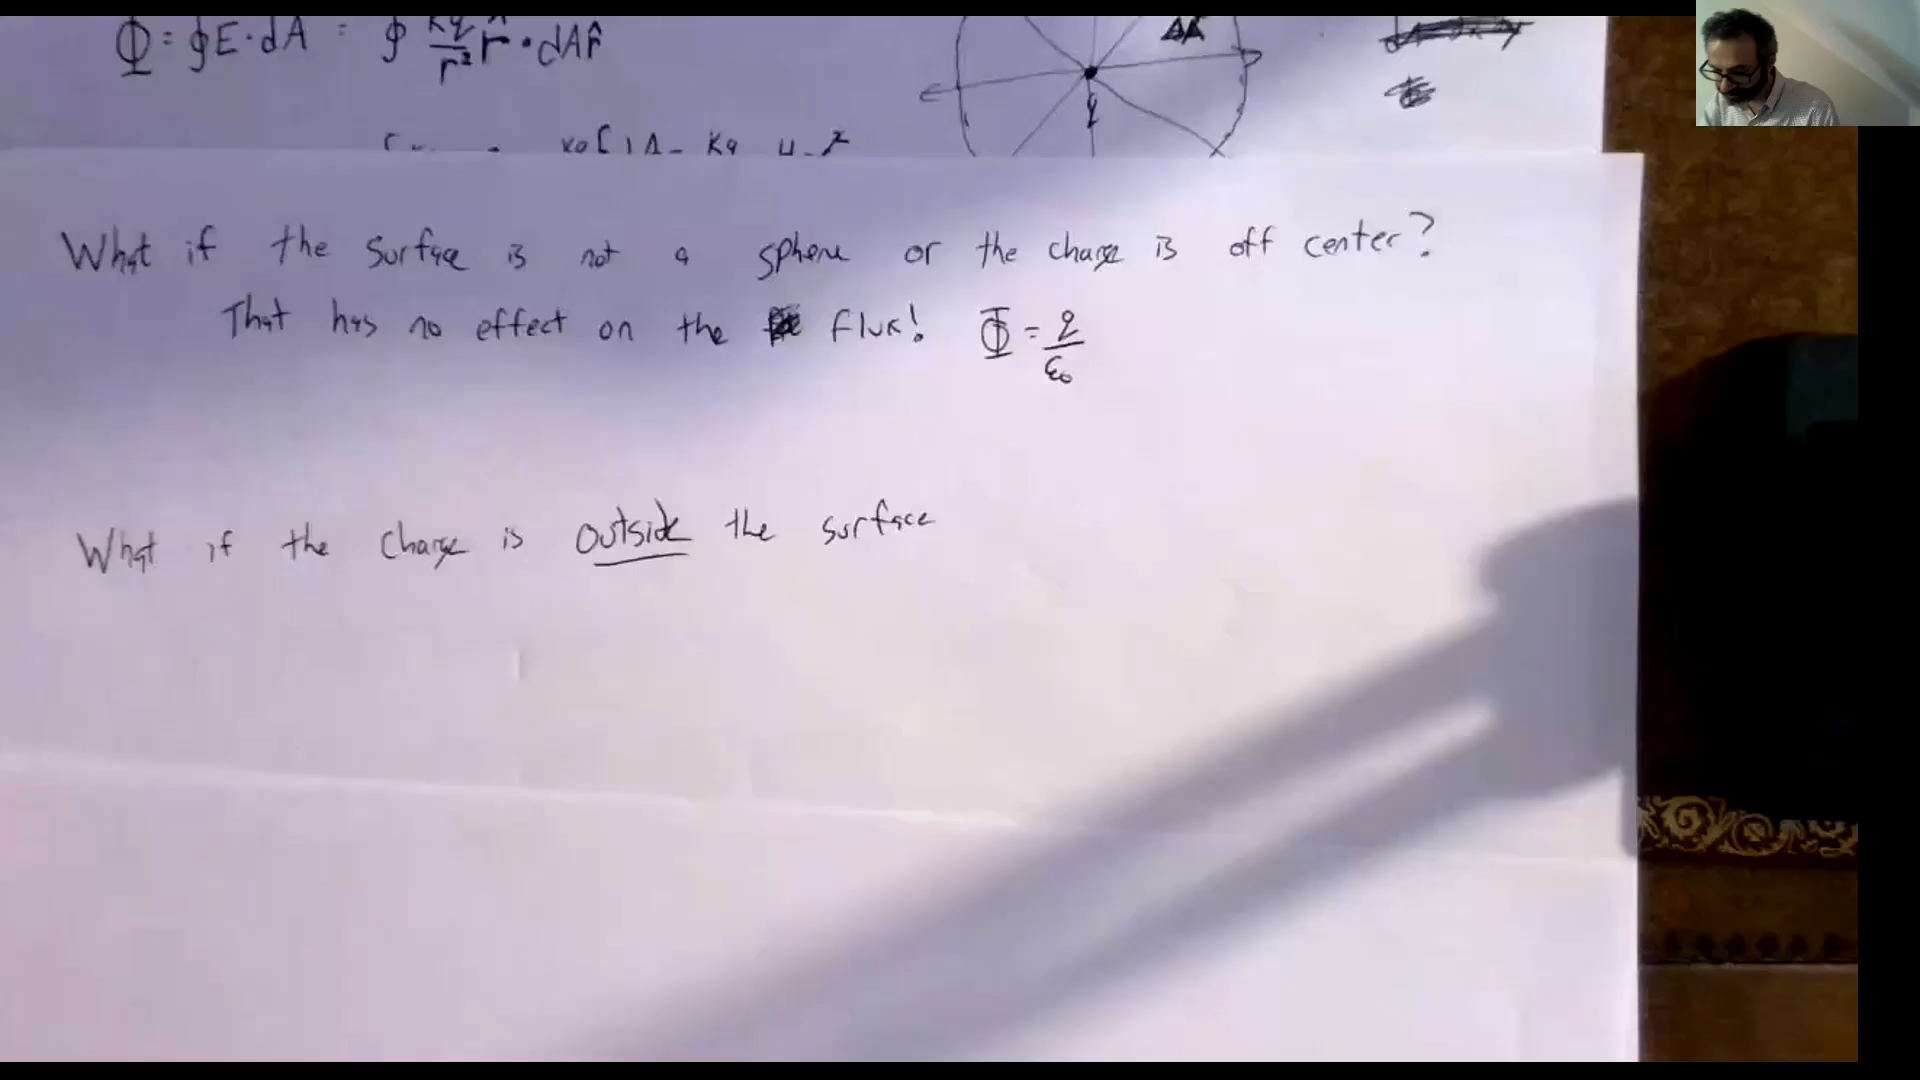 Φ = ∮E·dA = ∮ kq/r² r̂ · dA r̂
ΔA
q
What if the surface is not a sphere or the charge is off center?
That has no effect on the flux! Φ = q/ε₀
What if the charge is outside the surface